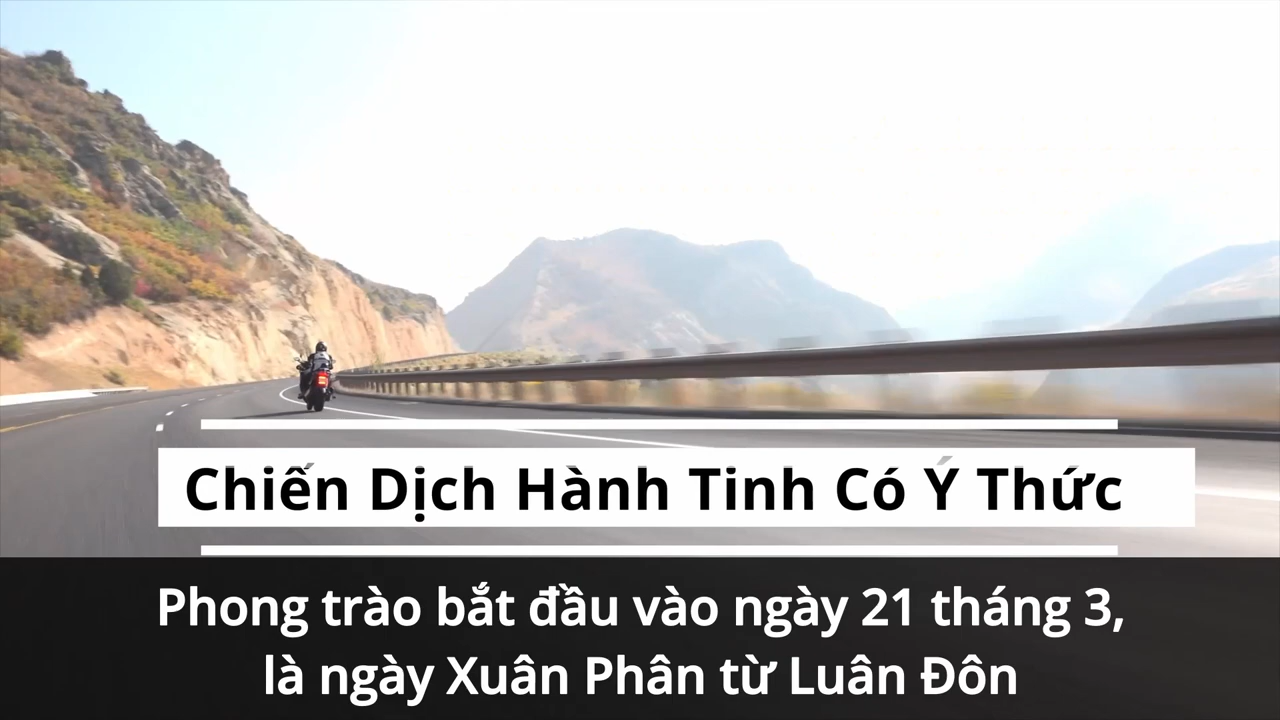 Chiến Dịch Hành Tinh Có Ý Thức
Phong trào bắt đầu vào ngày 21 tháng 3,
là ngày Xuân Phân từ Luân Đôn